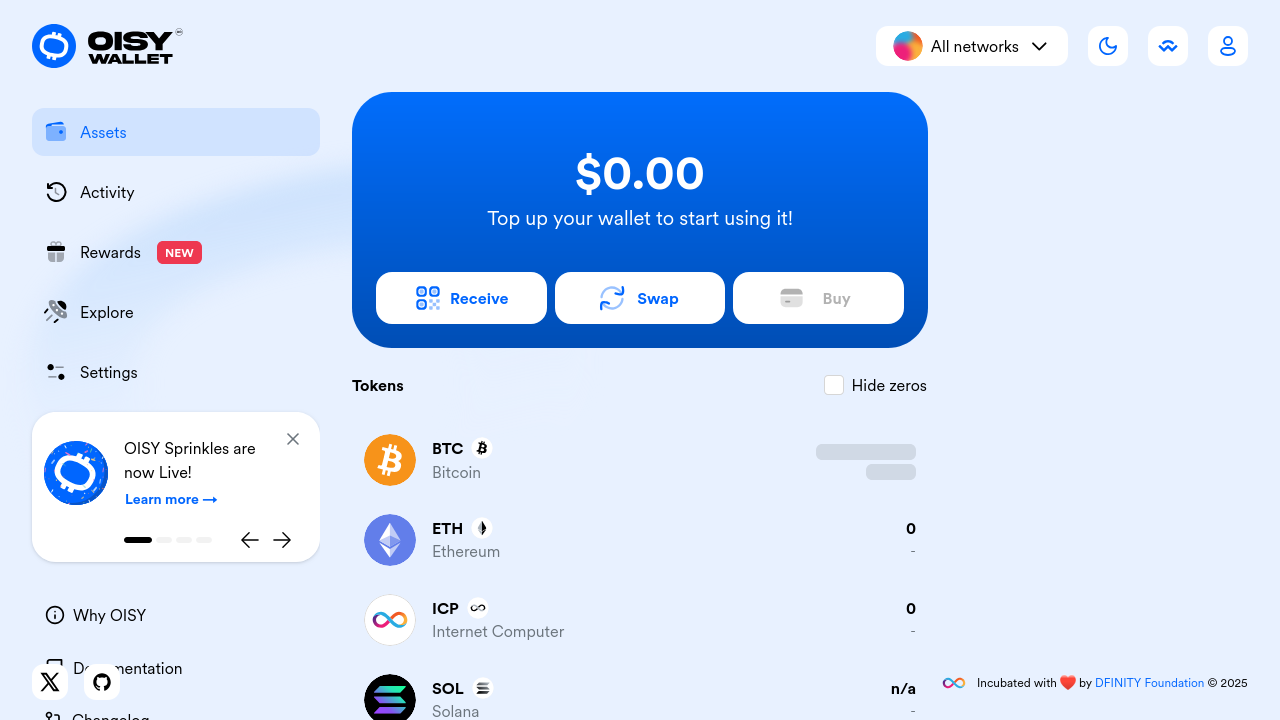 OISY
WALLET
All networks
Assets
Activity
Rewards NEW
Explore
Settings
OISY Sprinkles are
now Live!
Learn more →
Why OISY
Documentation
Changelog
$0.00
Top up your wallet to start using it!
Receive
Swap
Buy
Tokens
Hide zeros
BTC
Bitcoin
ETH
0
Ethereum
-
ICP
0
Internet Computer
-
SOL
n/a
Solana
-
Incubated with ❤️ by DFINITY Foundation © 2025